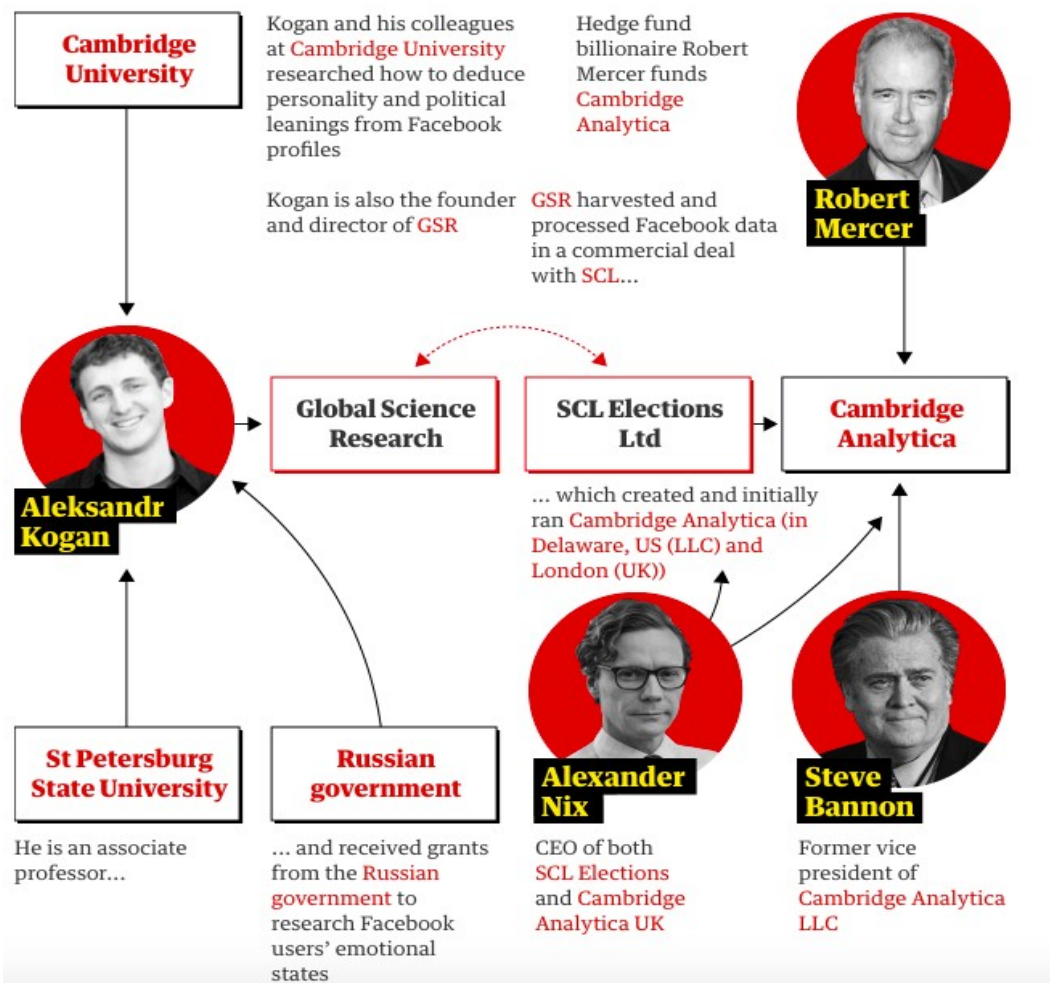 Cambridge
University
Kogan and his colleagues
at Cambridge University
researched how to deduce
personality and political
leanings from Facebook
profiles
Hedge fund
billionaire Robert
Mercer funds
Cambridge
Analytica
Robert
Mercer
Kogan is also the founder
and director of GSR
GSR harvested and
processed Facebook data
in a commercial deal
with SCL...
Aleksandr
Kogan
Global Science
Research
SCL Elections
Ltd
Cambridge
Analytica
... which created and initially
ran Cambridge Analytica (in
Delaware, US (LLC) and
London (UK))
St Petersburg
State University
He is an associate
professor...
Russian
government
... and received grants
from the Russian
government to
research Facebook
users’ emotional
states
Alexander
Nix
CEO of both
SCL Elections
and Cambridge
Analytica UK
Steve
Bannon
Former vice
president of
Cambridge Analytica
LLC